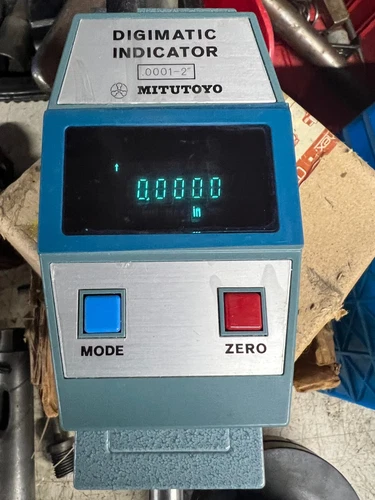 DIGIMATIC
INDICATOR
.0001-2"
MITUTOYO
0.0000
in
MODE
ZERO